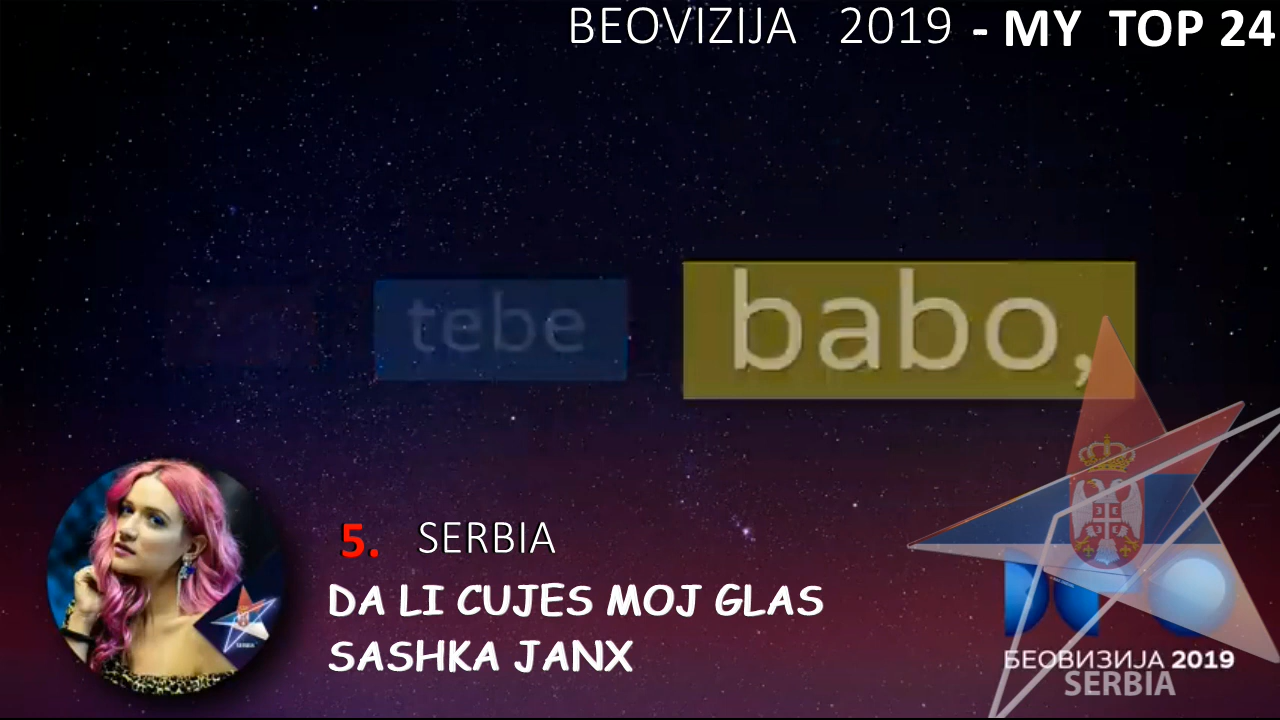 BEOVIZIJA 2019 - MY TOP 24
tebe babo,
5. SERBIA
DA LI CUJES MOJ GLAS
SASHKA JANX
БЕОВИЗИЈА 2019
SERBIA